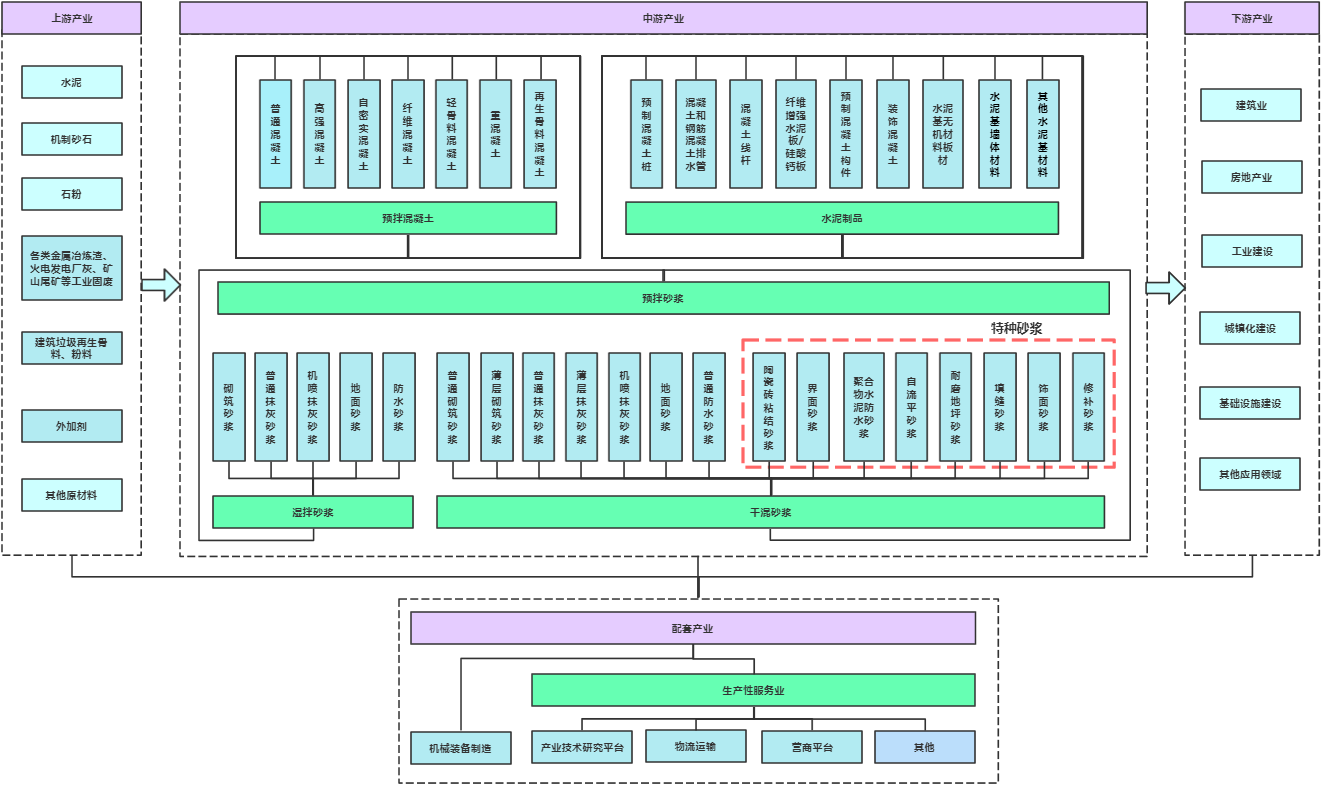 上游产业
水泥
机制砂石
石粉
各类金属冶炼渣、
火电发电厂灰、矿
山尾矿等工业固废
建筑垃圾再生骨
料、粉料
外加剂
其他原材料
中游产业
普通混凝土
高强混凝土
自密实混凝土
纤维混凝土
轻骨料混凝土
重混凝土
再生骨料混凝土
预拌混凝土
预制混凝土桩
混凝
土和
钢筋
混凝
土排
水管
混凝土线杆
纤维
增强
水泥
板/
硅酸
钙板
预制混凝土构件
装饰混凝土
水泥
基无
机材
料板
材
水泥基墙体材料
其他水泥基材料
水泥制品
预拌砂浆
特种砂浆
砌筑砂浆
普通抹灰砂浆
机喷抹灰砂浆
地面砂浆
防水砂浆
普通砌筑砂浆
薄层砌筑砂浆
普通抹灰砂浆
薄层抹灰砂浆
机喷抹灰砂浆
地面砂浆
普通防水砂浆
陶瓷砖粘结砂浆
界面砂浆
聚合
物水
泥防
水砂
浆
自流平砂浆
耐磨地坪砂浆
填缝砂浆
饰面砂浆
修补砂浆
湿拌砂浆
干混砂浆
下游产业
建筑业
房地产业
工业建设
城镇化建设
基础设施建设
其他应用领域
配套产业
生产性服务业
机械装备制造
产业技术研究平台
物流运输
营商平台
其他